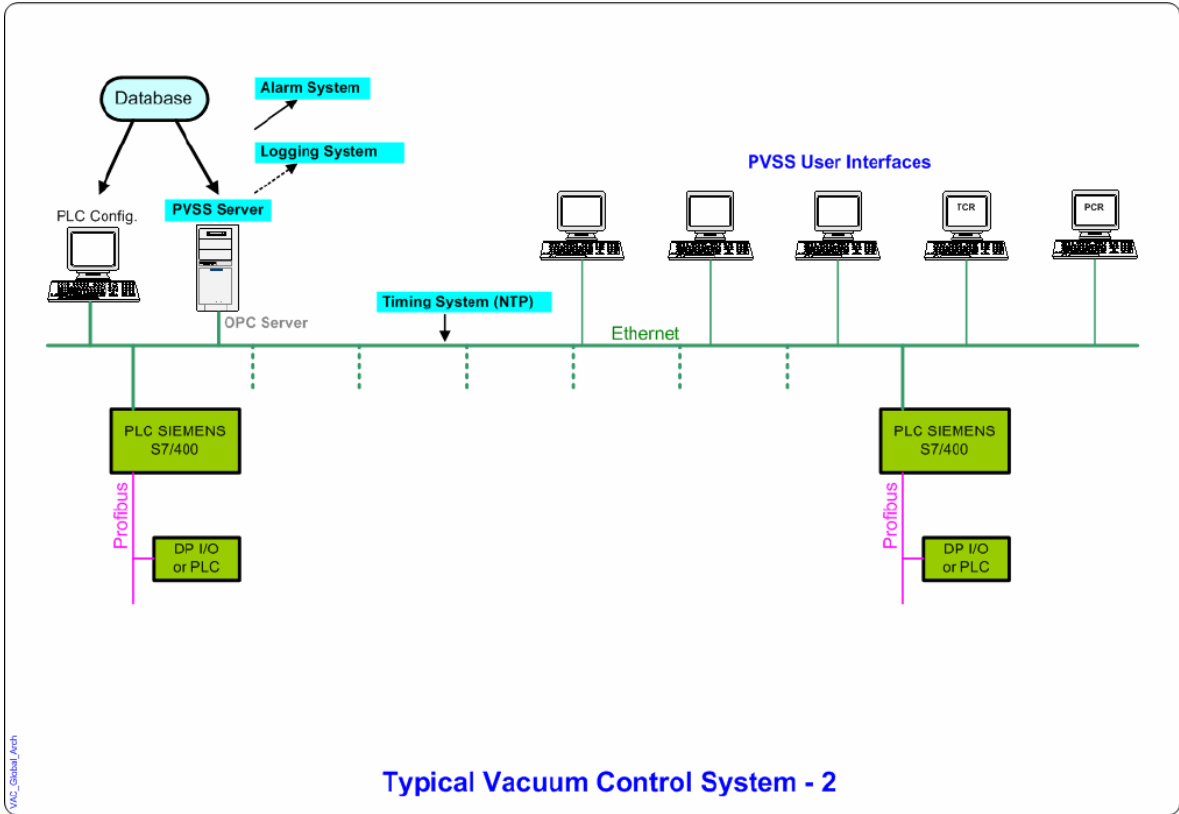 Database
Alarm System
Logging System
PVSS User Interfaces
PLC Config.
PVSS Server
TCR
PCR
Timing System (NTP)
OPC Server
Ethernet
PLC SIEMENS
S7/400
PLC SIEMENS
S7/400
Profibus
Profibus
DP I/O
or PLC
DP I/O
or PLC
VAC_Global_Arch
Typical Vacuum Control System - 2